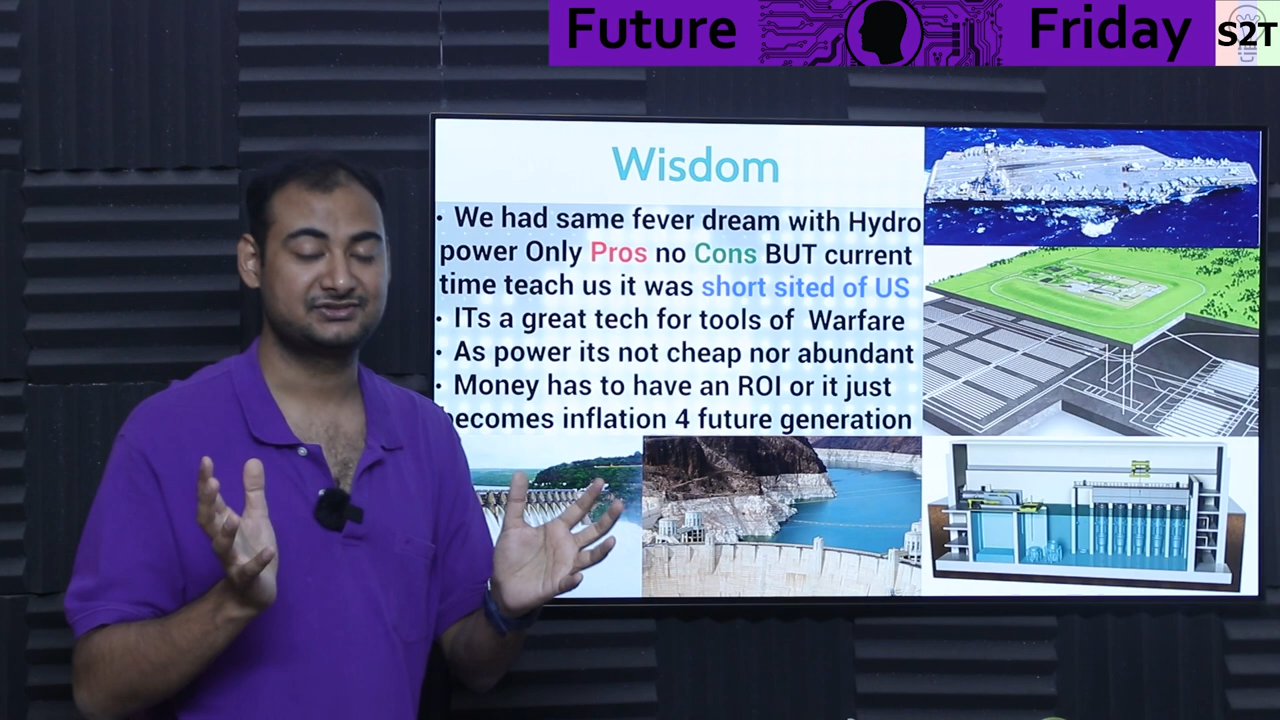 Future Friday S2T
Wisdom
• We had same fever dream with Hydro
power Only Pros no Cons BUT current
time teach us it was short sited of US
• ITs a great tech for tools of Warfare
• As power its not cheap nor abundant
• Money has to have an ROI or it just
becomes inflation 4 future generation